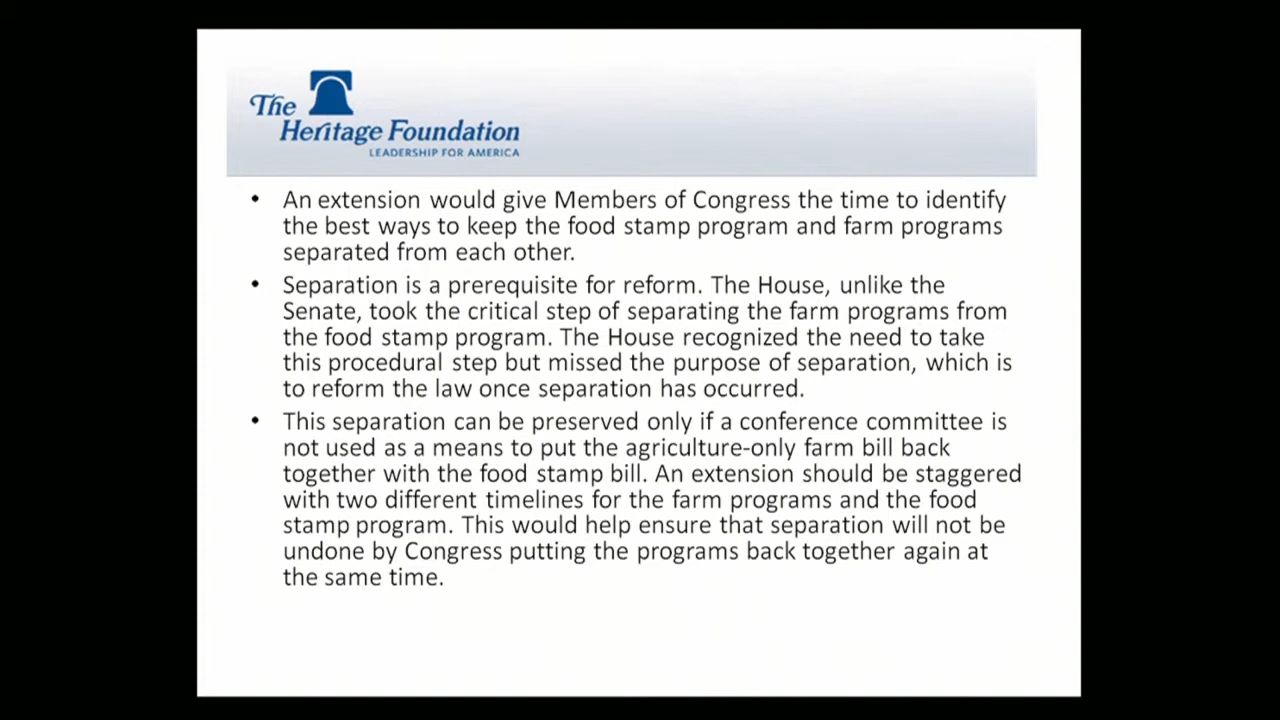 The
Heritage Foundation
LEADERSHIP FOR AMERICA
• An extension would give Members of Congress the time to identify
the best ways to keep the food stamp program and farm programs
separated from each other.
• Separation is a prerequisite for reform. The House, unlike the
Senate, took the critical step of separating the farm programs from
the food stamp program. The House recognized the need to take
this procedural step but missed the purpose of separation, which is
to reform the law once separation has occurred.
• This separation can be preserved only if a conference committee is
not used as a means to put the agriculture-only farm bill back
together with the food stamp bill. An extension should be staggered
with two different timelines for the farm programs and the food
stamp program. This would help ensure that separation will not be
undone by Congress putting the programs back together again at
the same time.